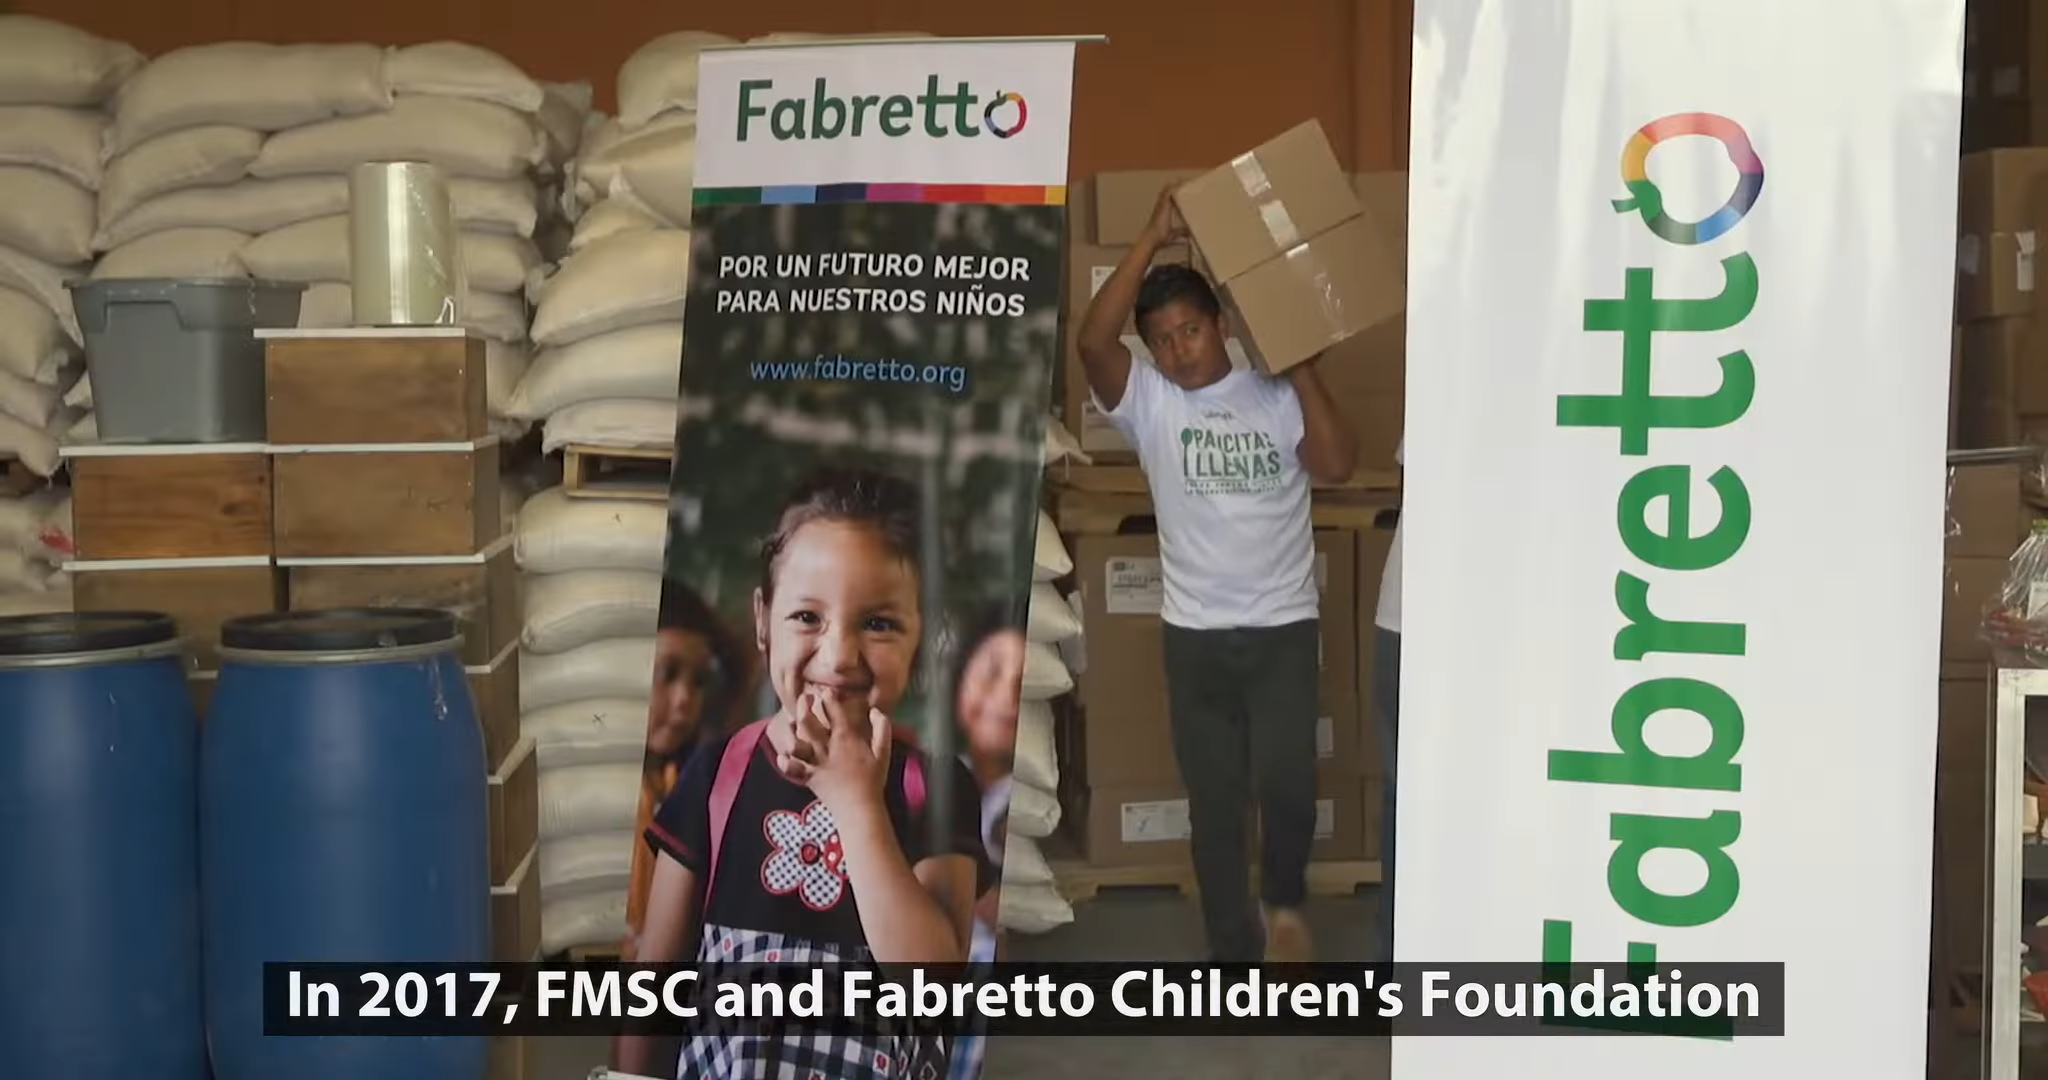 Fabretto
POR UN FUTURO MEJOR
PARA NUESTROS NIÑOS
www.fabretto.org
LLENAS
Fabretto
In 2017, FMSC and Fabretto Children's Foundation